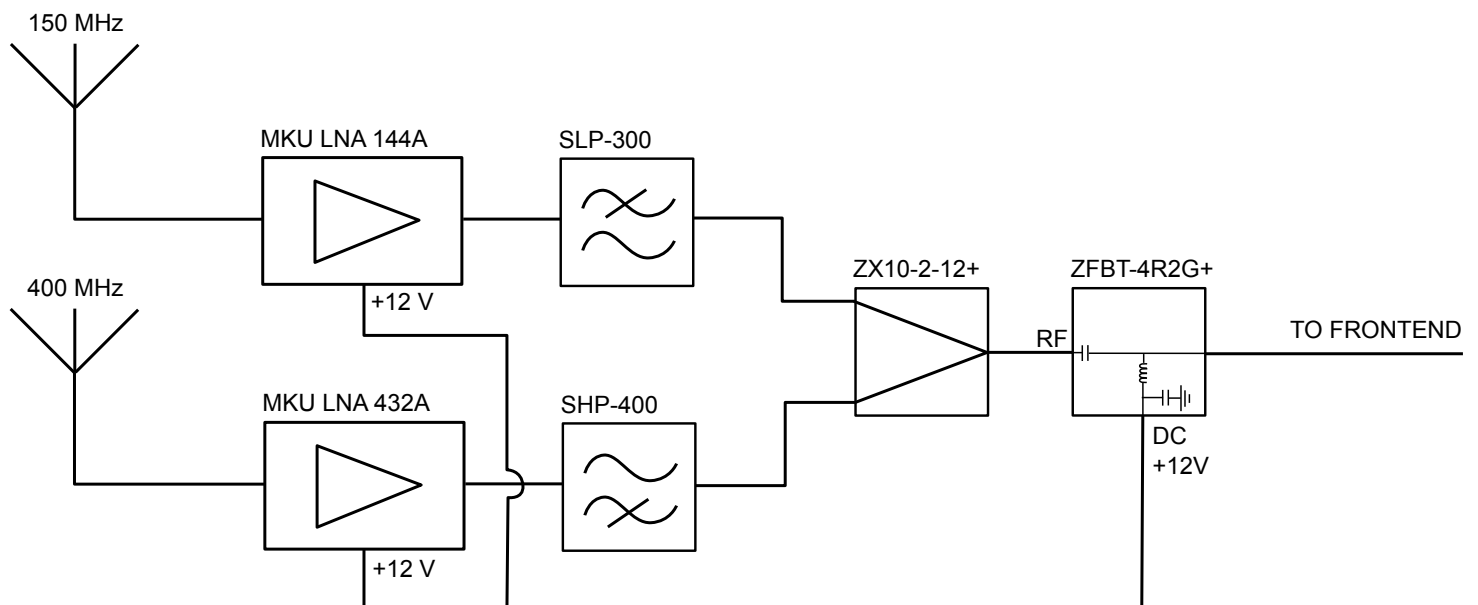 150 MHz
MKU LNA 144A
SLP-300
+12 V
400 MHz
ZX10-2-12+
ZFBT-4R2G+
RF
TO FRONTEND
MKU LNA 432A
SHP-400
DC
+12V
+12 V